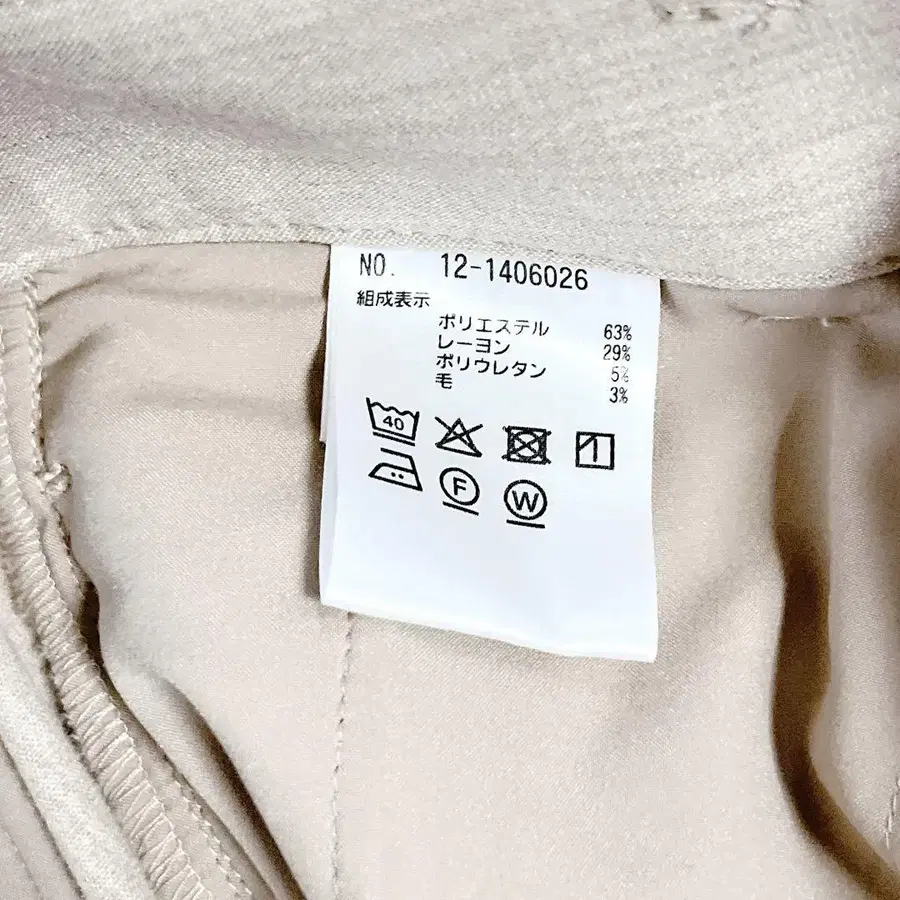 NO. 12-1406026
組成表示
ポリエステル 63%
レーヨン 29%
ポリウレタン 5%
毛 3%
40
F W